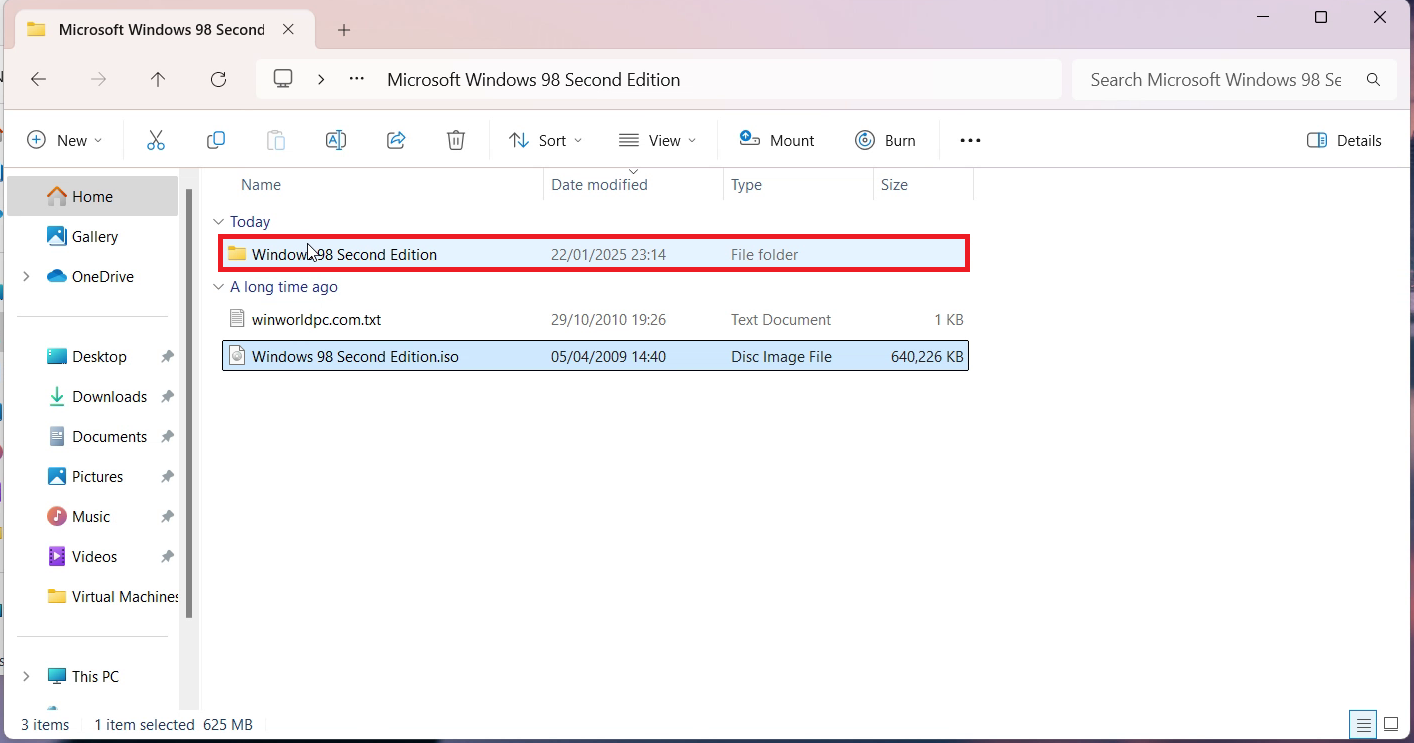 Microsoft Windows 98 Second
Microsoft Windows 98 Second Edition
Search Microsoft Windows 98 Se
New
Sort
View
Mount
Burn
Details
Name Date modified Type Size
Home
Gallery
OneDrive
Desktop
Downloads
Documents
Pictures
Music
Videos
Virtual Machines
This PC
Today
Windows 98 Second Edition 22/01/2025 23:14 File folder
A long time ago
winworldpc.com.txt 29/10/2010 19:26 Text Document 1 KB
Windows 98 Second Edition.iso 05/04/2009 14:40 Disc Image File 640,226 KB
3 items 1 item selected 625 MB